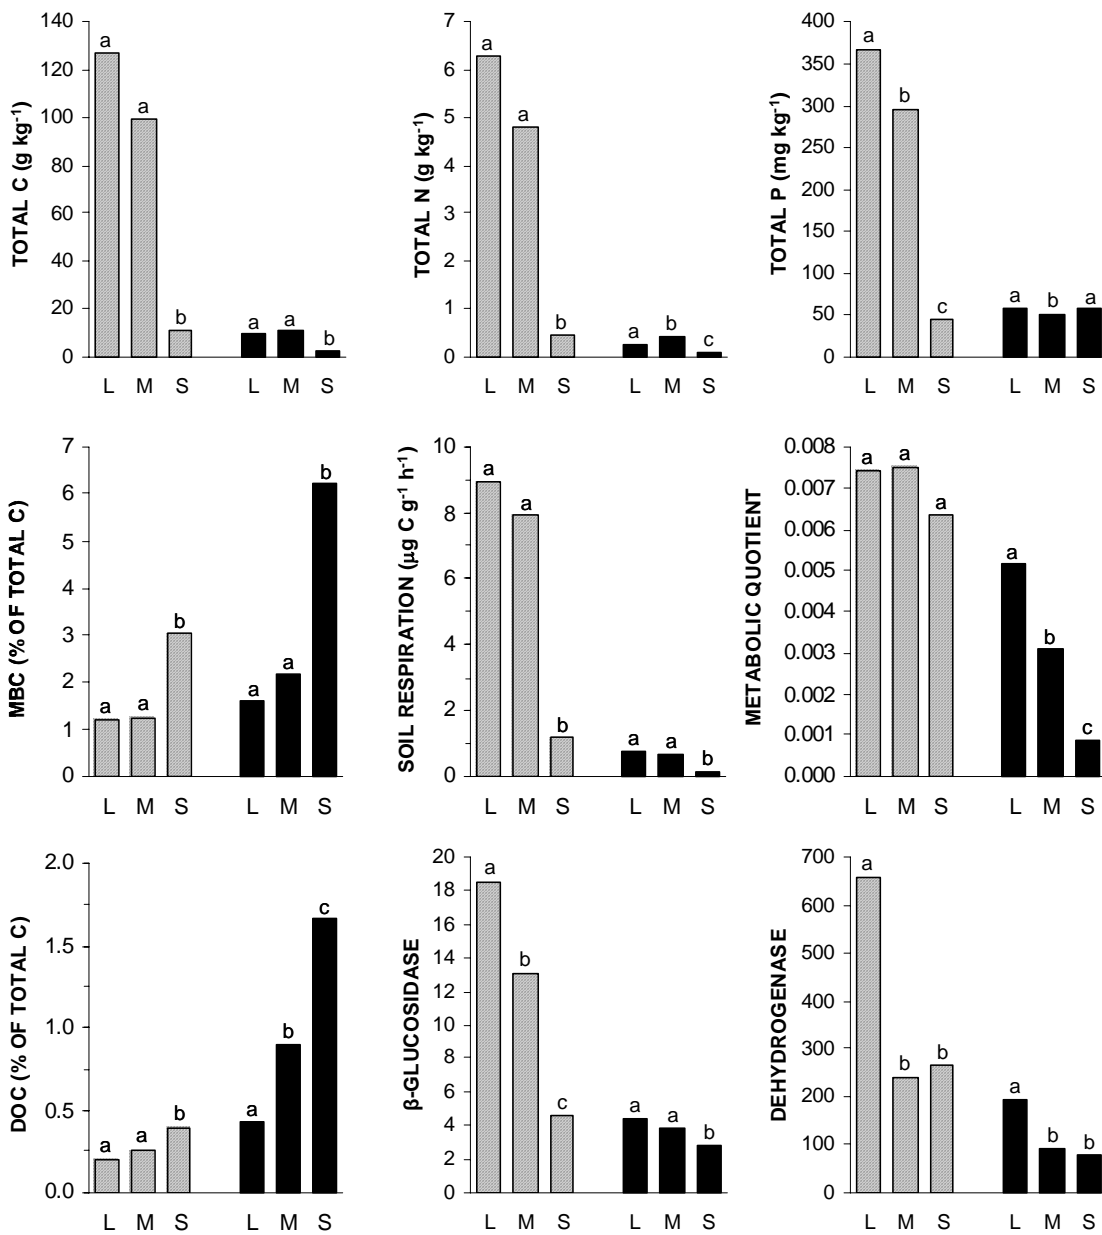 TOTAL C (g kg-1)
140
120
100
80
60
40
20
0
a
a
b
a
a
b
L M S L M S
TOTAL N (g kg-1)
7
6
5
4
3
2
1
0
a
a
b
a
b
c
L M S L M S
TOTAL P (mg kg-1)
400
350
300
250
200
150
100
50
0
a
b
c
a
b
a
L M S L M S
MBC (% OF TOTAL C)
7
6
5
4
3
2
1
0
a
a
b
a
a
b
L M S L M S
SOIL RESPIRATION (µg C g-1 h-1)
10
8
6
4
2
0
a
a
b
a
a
b
L M S L M S
METABOLIC QUOTIENT
0.008
0.007
0.006
0.005
0.004
0.003
0.002
0.001
0.000
a
a
a
a
b
c
L M S L M S
DOC (% OF TOTAL C)
2.0
1.5
1.0
0.5
0.0
a
a
b
a
b
c
L M S L M S
β-GLUCOSIDASE
20
18
16
14
12
10
8
6
4
2
0
a
b
c
a
a
b
L M S L M S
DEHYDROGENASE
700
600
500
400
300
200
100
0
a
b
b
a
b
b
L M S L M S